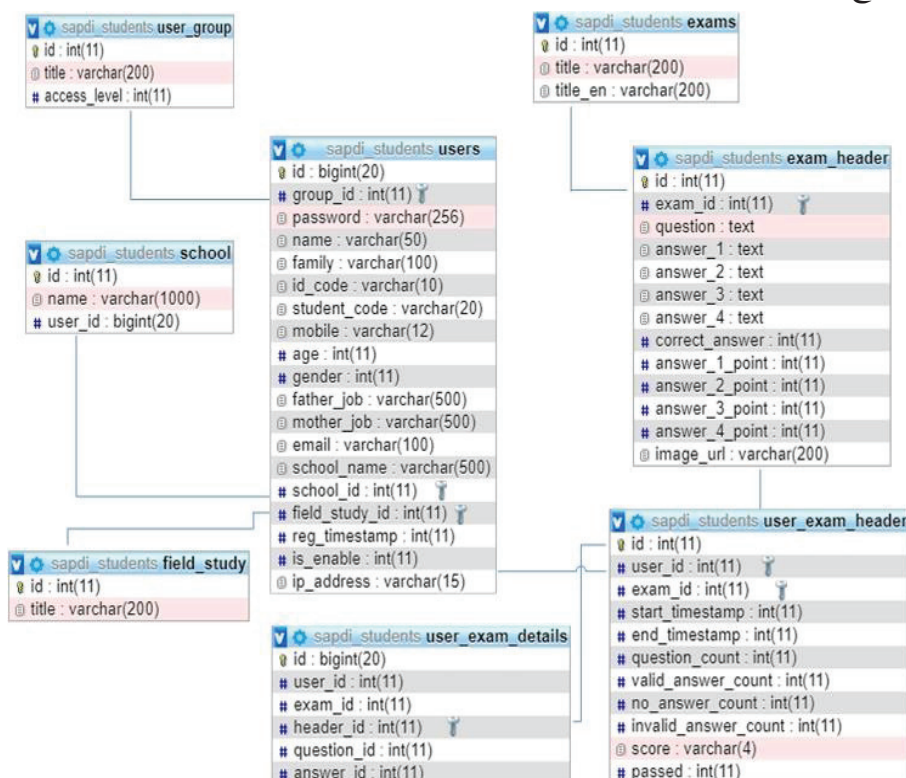 sapdi_students user_group
id : int(11)
title : varchar(200)
access_level : int(11)
sapdi_students exams
id : int(11)
title : varchar(200)
title_en : varchar(200)
sapdi_students users
id : bigint(20)
group_id : int(11)
password : varchar(256)
name : varchar(50)
family : varchar(100)
id_code : varchar(10)
student_code : varchar(20)
mobile : varchar(12)
age : int(11)
gender : int(11)
father_job : varchar(500)
mother_job : varchar(500)
email : varchar(100)
school_name : varchar(500)
school_id : int(11)
field_study_id : int(11)
reg_timestamp : int(11)
is_enable : int(11)
ip_address : varchar(15)
sapdi_students exam_header
id : int(11)
exam_id : int(11)
question : text
answer_1 : text
answer_2 : text
answer_3 : text
answer_4 : text
correct_answer : int(11)
answer_1_point : int(11)
answer_2_point : int(11)
answer_3_point : int(11)
answer_4_point : int(11)
image_url : varchar(200)
sapdi_students school
id : int(11)
name : varchar(1000)
user_id : bigint(20)
sapdi_students field_study
id : int(11)
title : varchar(200)
sapdi_students user_exam_details
id : bigint(20)
user_id : int(11)
exam_id : int(11)
header_id : int(11)
question_id : int(11)
answer_id : int(11)
sapdi_students user_exam_header
id : int(11)
user_id : int(11)
exam_id : int(11)
start_timestamp : int(11)
end_timestamp : int(11)
question_count : int(11)
valid_answer_count : int(11)
no_answer_count : int(11)
invalid_answer_count : int(11)
score : varchar(4)
passed : int(11)